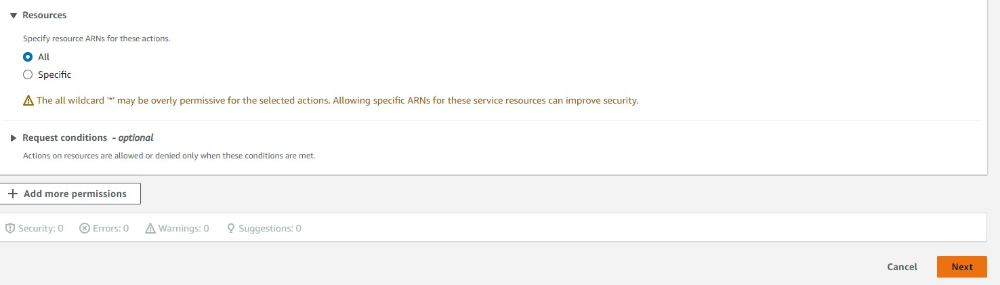 Resources
Specify resource ARNs for these actions.
All
Specific
The all wildcard '*' may be overly permissive for the selected actions. Allowing specific ARNs for these service resources can improve security.
Request conditions - optional
Actions on resources are allowed or denied only when these conditions are met.
Add more permissions
Security: 0 Errors: 0 Warnings: 0 Suggestions: 0
Cancel Next